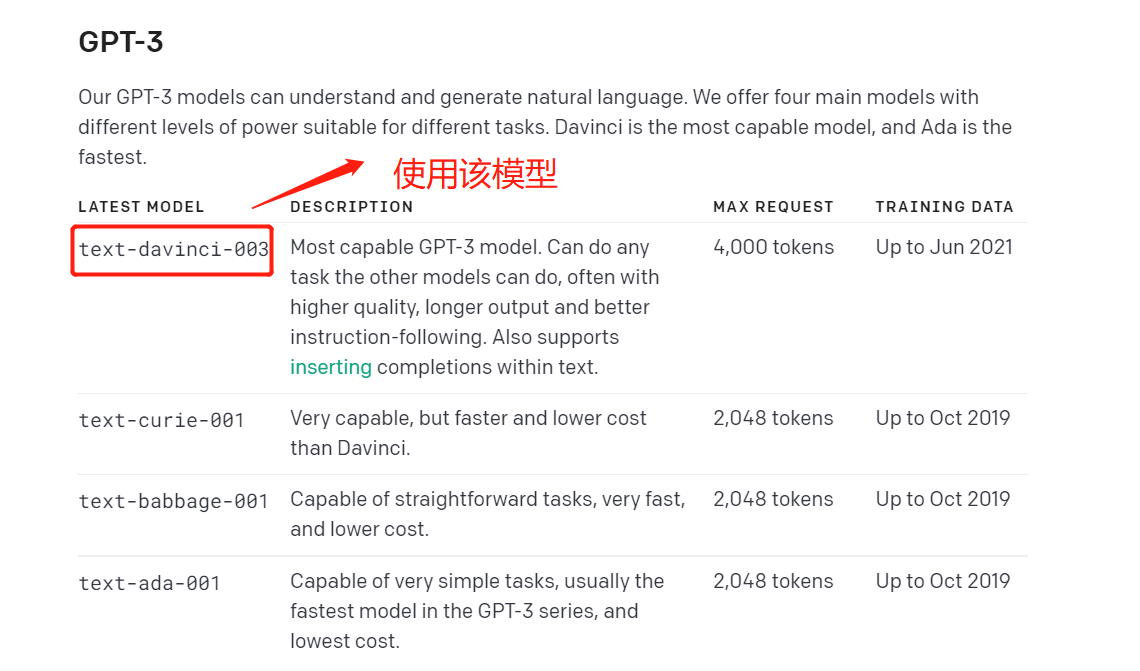 GPT-3
Our GPT-3 models can understand and generate natural language. We offer four main models with
different levels of power suitable for different tasks. Davinci is the most capable model, and Ada is the
fastest.
使用该模型
LATEST MODEL DESCRIPTION MAX REQUEST TRAINING DATA
text-davinci-003 Most capable GPT-3 model. Can do any 4,000 tokens Up to Jun 2021
task the other models can do, often with
higher quality, longer output and better
instruction-following. Also supports
inserting completions within text.
text-curie-001 Very capable, but faster and lower cost 2,048 tokens Up to Oct 2019
than Davinci.
text-babbage-001 Capable of straightforward tasks, very fast, 2,048 tokens Up to Oct 2019
and lower cost.
text-ada-001 Capable of very simple tasks, usually the 2,048 tokens Up to Oct 2019
fastest model in the GPT-3 series, and
lowest cost.